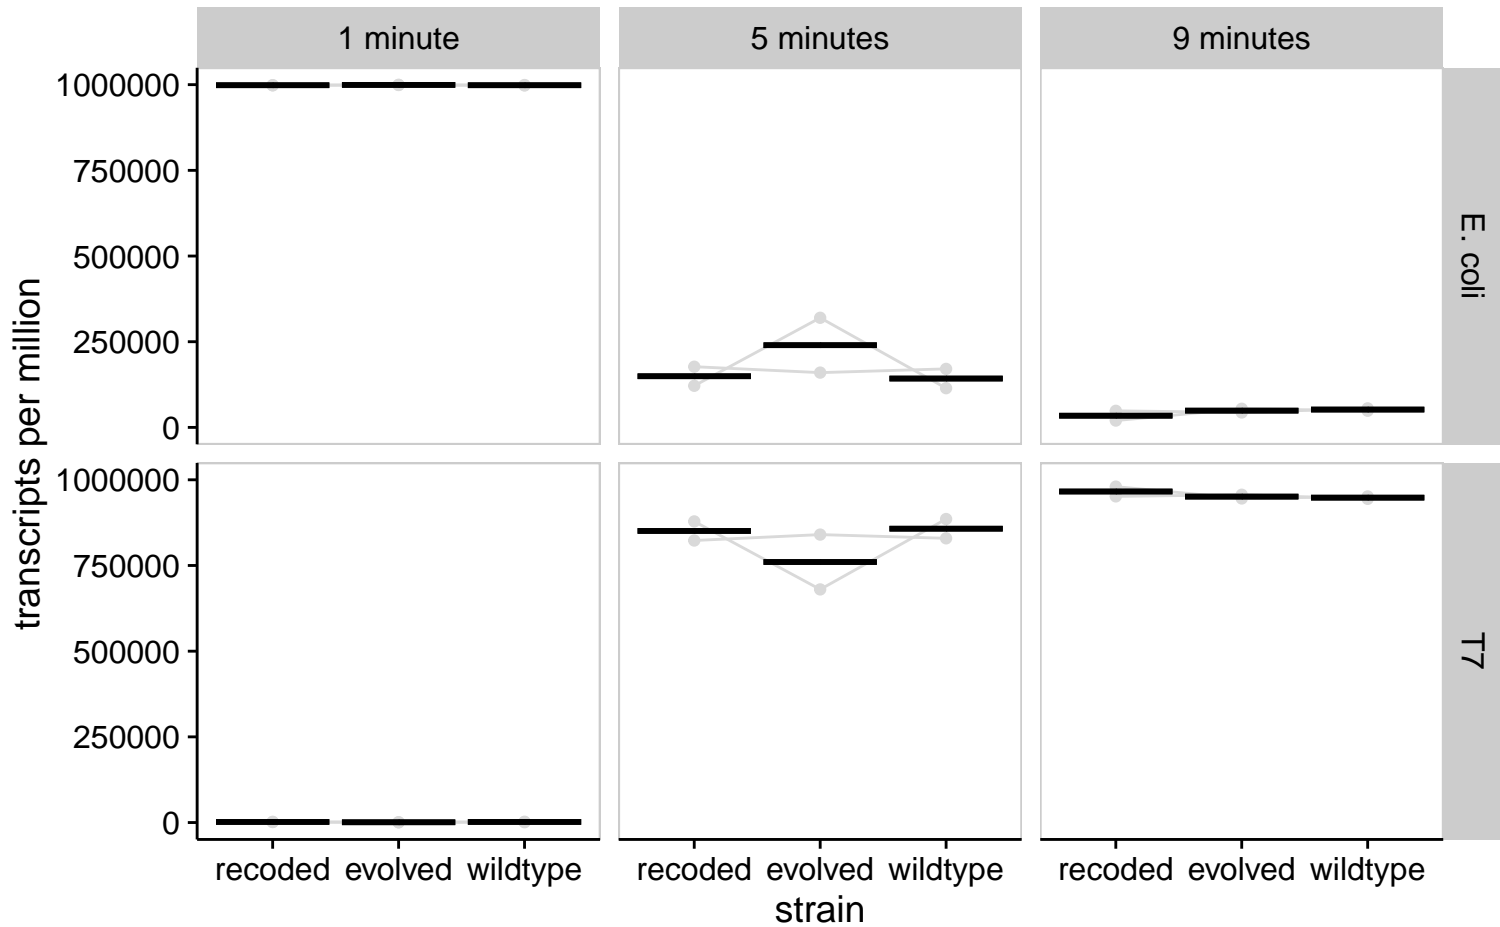 1 minute
5 minutes
9 minutes
transcripts per million
1000000
750000
500000
250000
0
E. coli
1000000
750000
500000
250000
0
T7
recoded evolved wildtype
recoded evolved wildtype
recoded evolved wildtype
strain